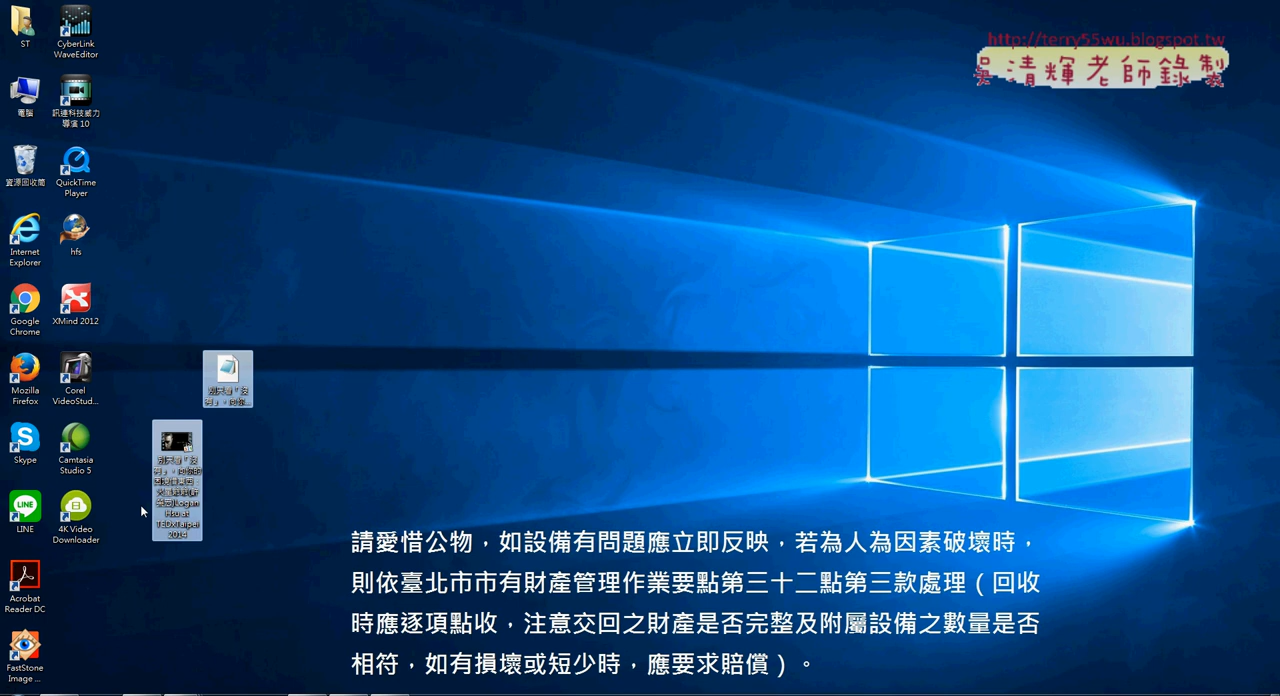 http://terry55wu.blogspot.tw
吳清輝老師錄製
ST
CyberLink
WaveEditor
電腦
訊連科技威力
導演 10
資源回收筒
QuickTime
Player
Internet
Explorer
hfs
Google
Chrome
XMind 2012
Mozilla
Firefox
Corel
VideoStud...
Skype
Camtasia
Studio 5
LINE
4K Video
Downloader
Acrobat
Reader DC
FastStone
Image ...
Logan
Hsu at
TEDxTaipei
2014
請愛惜公物，如設備有問題應立即反映，若為人為因素破壞時，
則依臺北市市有財產管理作業要點第三十二點第三款處理（回收
時應逐項點收，注意交回之財產是否完整及附屬設備之數量是否
相符，如有損壞或短少時，應要求賠償）。